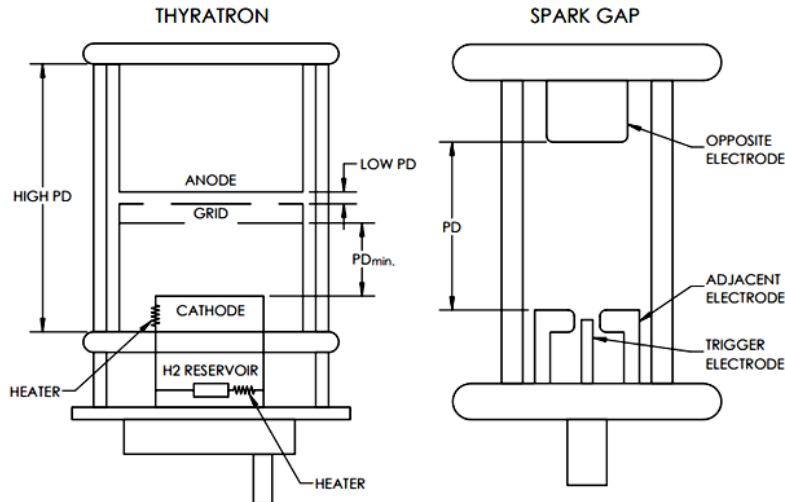 THYRATRON
HIGH PD
ANODE
LOW PD
GRID
PDmin.
CATHODE
HEATER
H2 RESERVOIR
HEATER
SPARK GAP
OPPOSITE
ELECTRODE
PD
ADJACENT
ELECTRODE
TRIGGER
ELECTRODE